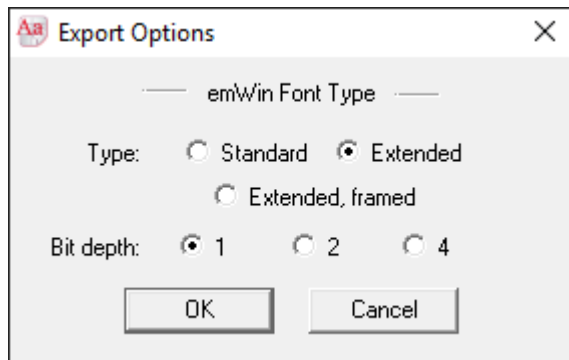 Aa Export Options
emWin Font Type
Type: Standard Extended
Extended, framed
Bit depth: 1 2 4
OK Cancel